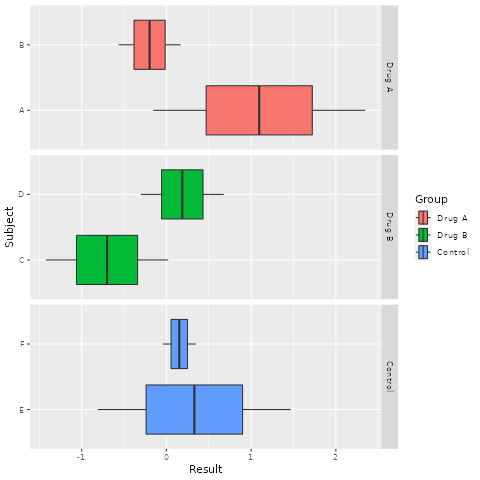 B
A
Drug A
D
C
Drug B
F
E
Control
-1 0 1 2
Result
Subject
Group
Drug A
Drug B
Control